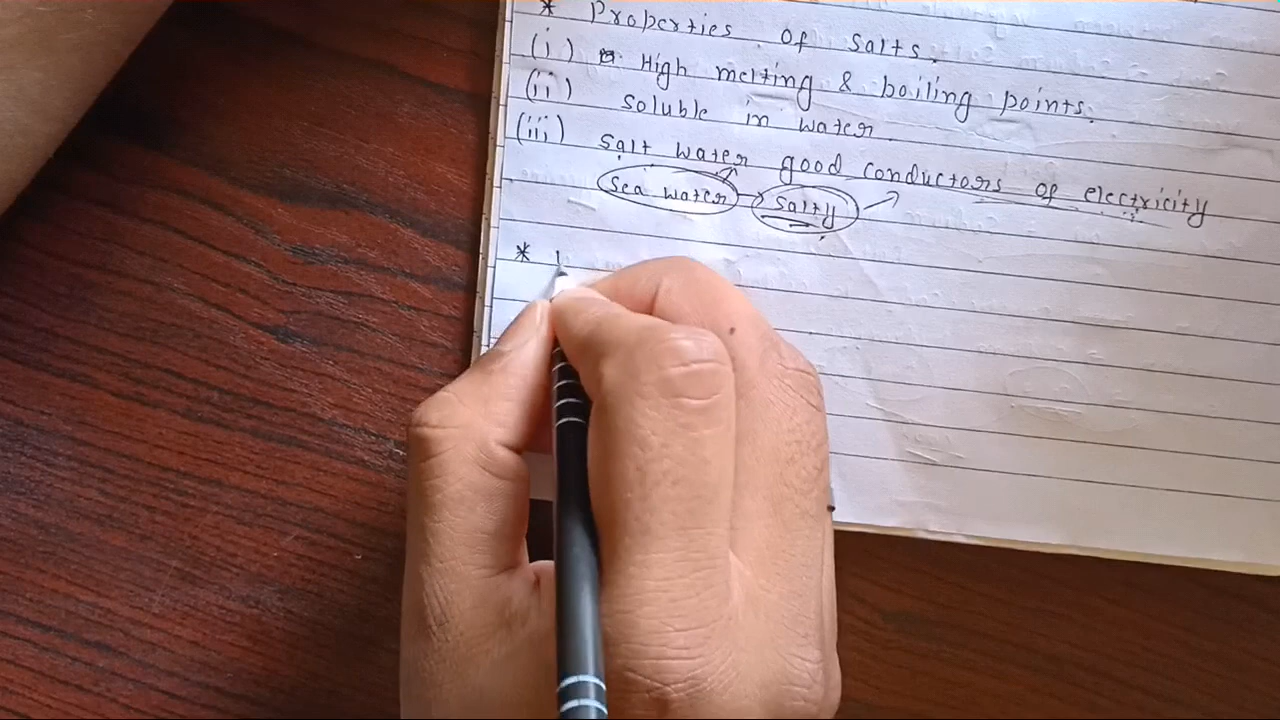 * Properties of salts.
(i) High melting & boiling points.
(ii) soluble in water
(iii) salt water good conductors of electricity
sea water → salty
*